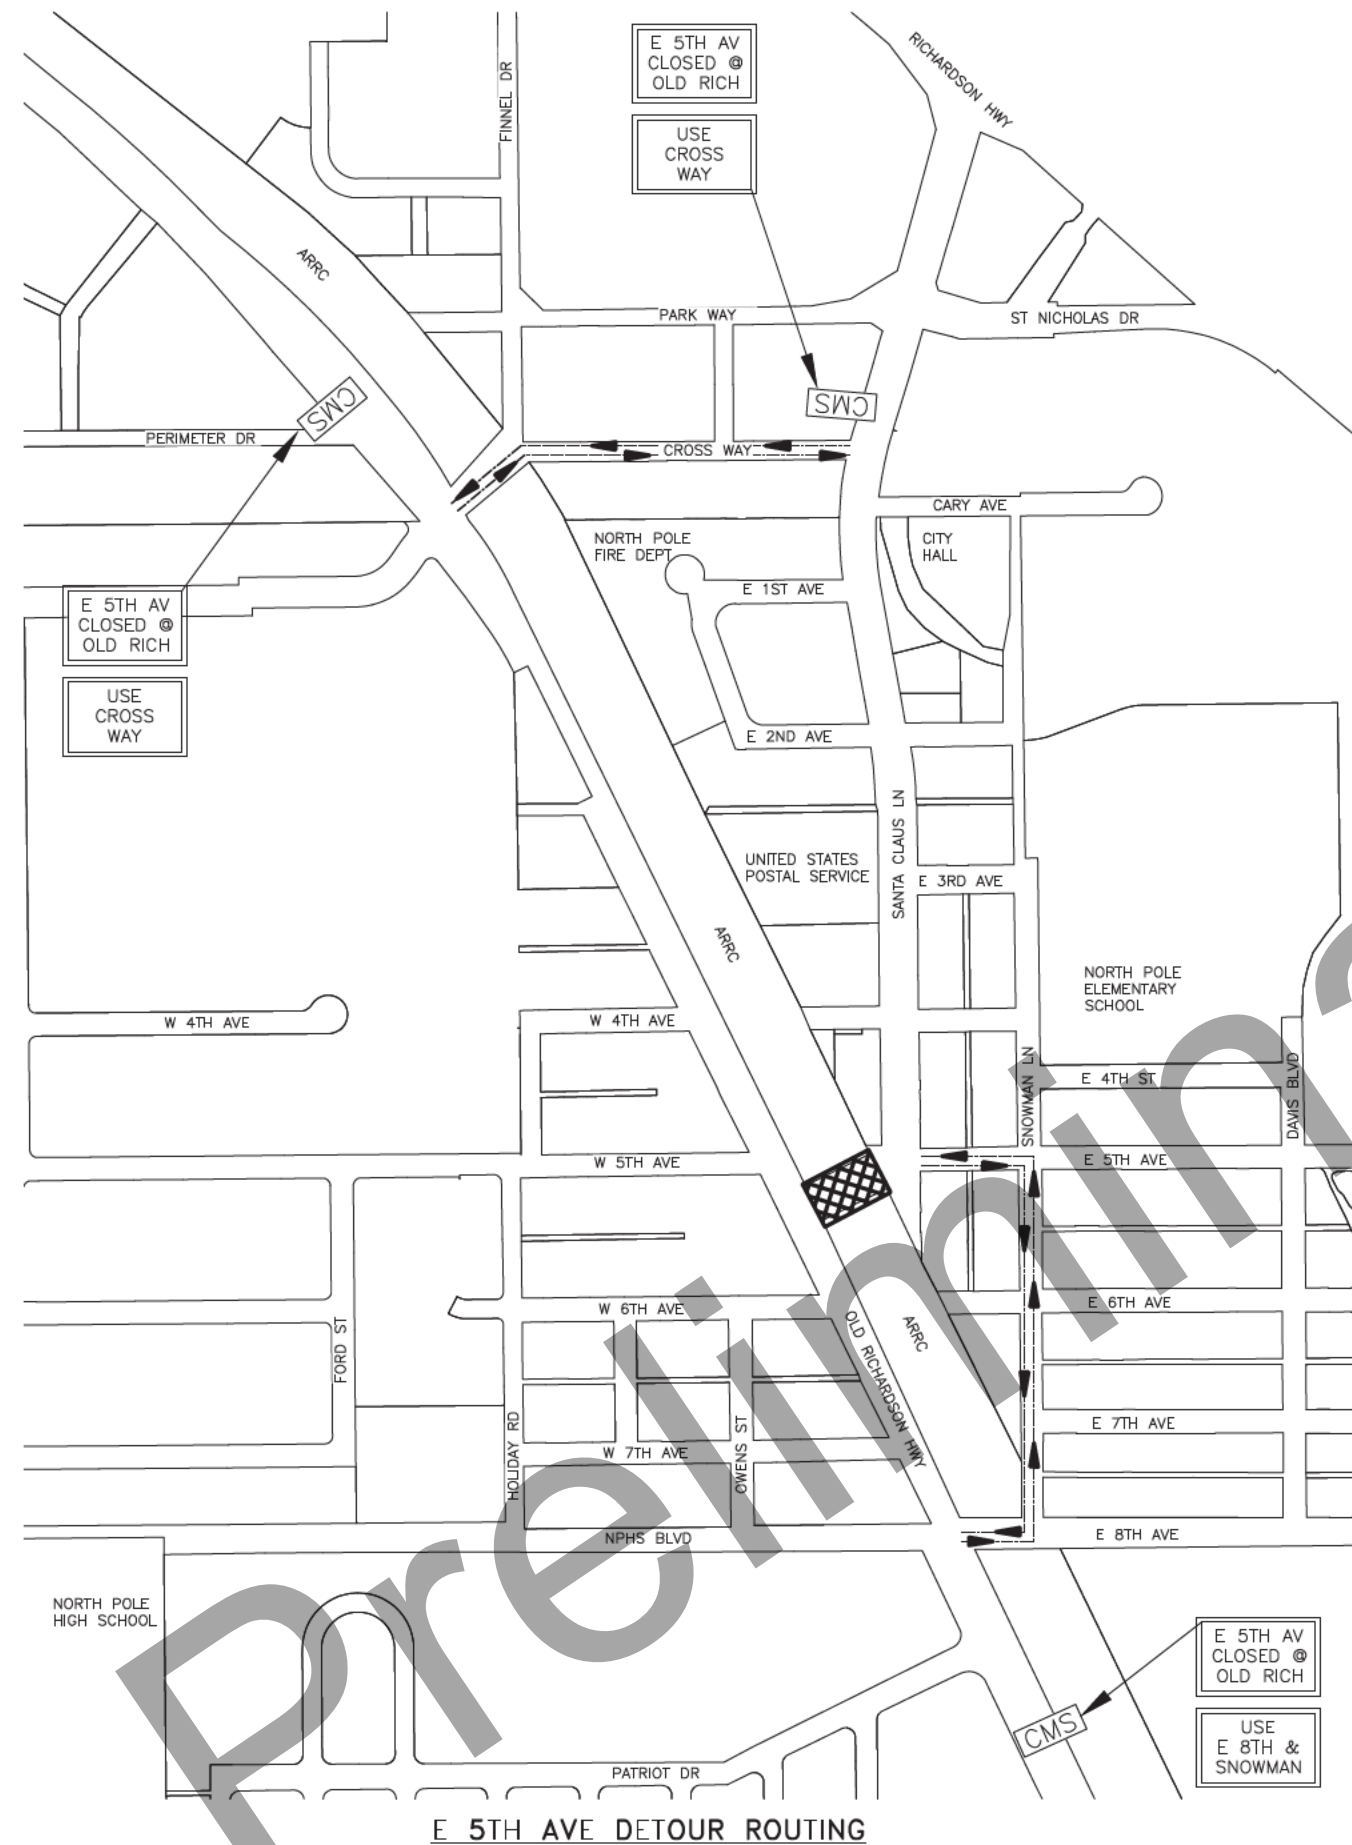 E 5TH AV
CLOSED @
OLD RICH
USE
CROSS
WAY
RICHARDSON HWY
FINNEL DR
ARRC
PARK WAY
ST NICHOLAS DR
CMS
CMS
PERIMETER DR
CROSS WAY
CARY AVE
NORTH POLE
FIRE DEPT
CITY
HALL
E 1ST AVE
E 5TH AV
CLOSED @
OLD RICH
USE
CROSS
WAY
E 2ND AVE
SANTA CLAUS LN
UNITED STATES
POSTAL SERVICE
E 3RD AVE
ARRC
NORTH POLE
ELEMENTARY
SCHOOL
W 4TH AVE
W 4TH AVE
SNOWMAN LN
E 4TH ST
DAVIS BLVD
W 5TH AVE
E 5TH AVE
W 6TH AVE
E 6TH AVE
FORD ST
OLD RICHARDSON HWY
ARRC
HOLIDAY RD
W 7TH AVE
OWENS ST
E 7TH AVE
NPHS BLVD
E 8TH AVE
NORTH POLE
HIGH SCHOOL
E 5TH AV
CLOSED @
OLD RICH
USE
E 8TH &
SNOWMAN
CMS
PATRIOT DR
Prelimina
E 5TH AVE DETOUR ROUTING